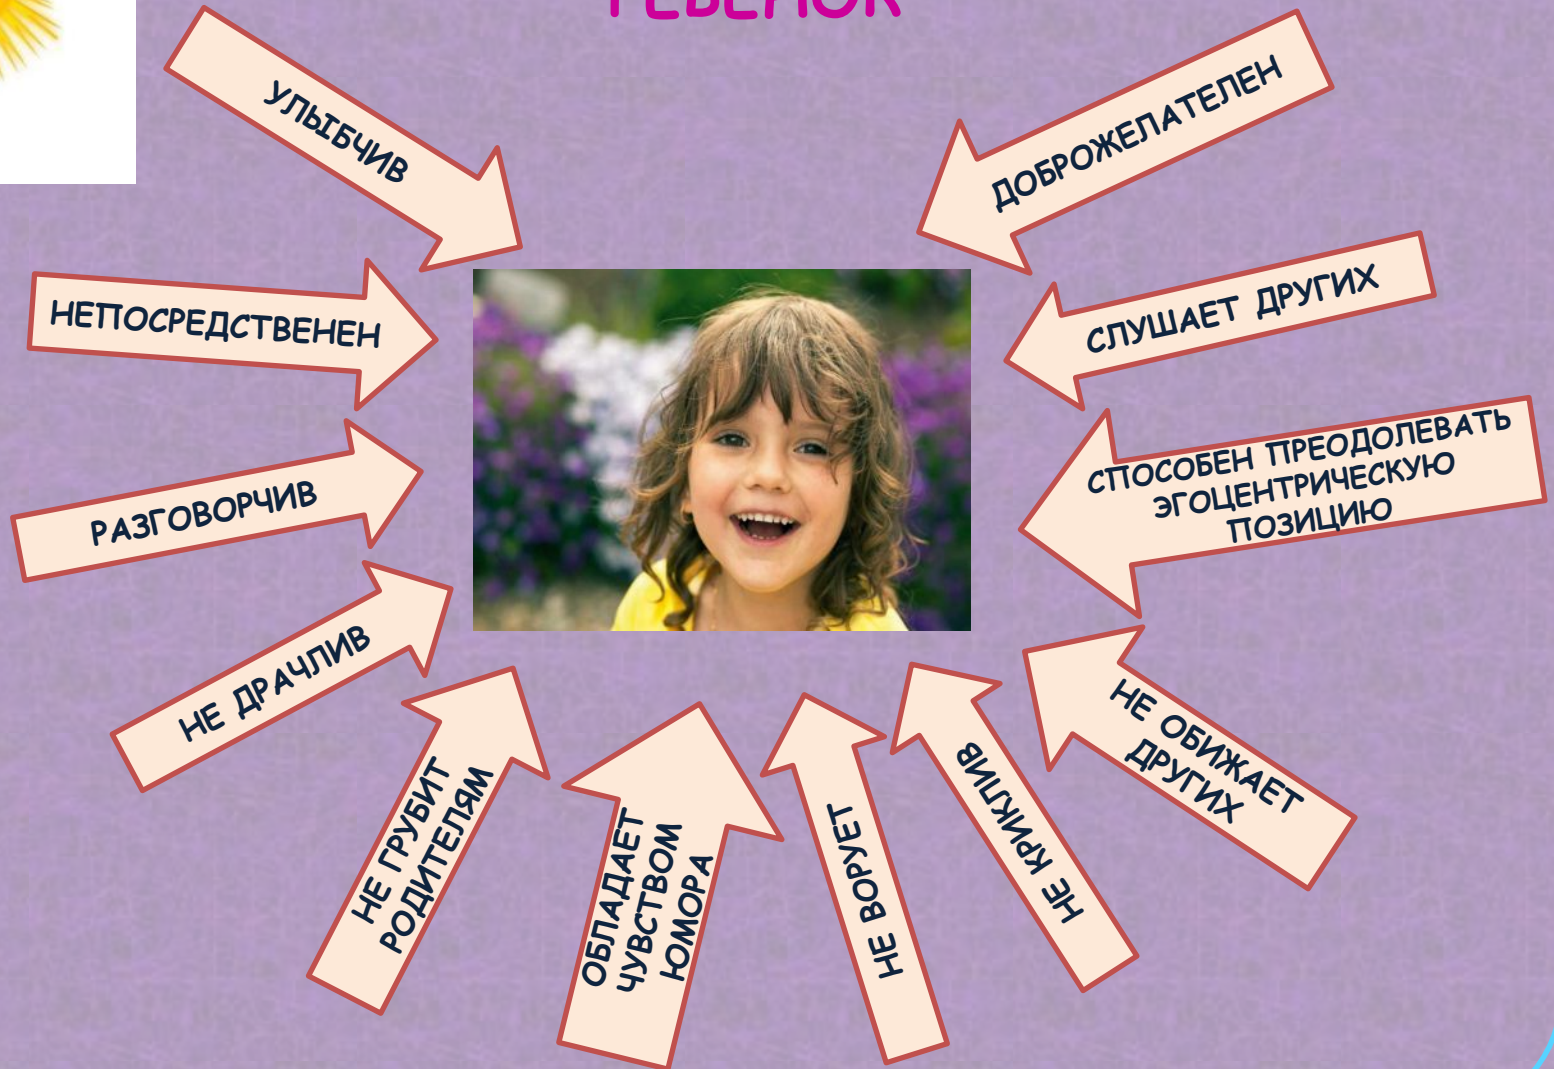 РЕБЕНОК
УЛЫБЧИВ
ДОБРОЖЕЛАТЕЛЕН
НЕПОСРЕДСТВЕНЕН
СЛУШАЕТ ДРУГИХ
РАЗГОВОРЧИВ
СПОСОБЕН ПРЕОДОЛЕВАТЬ
ЭГОЦЕНТРИЧЕСКУЮ
ПОЗИЦИЮ
НЕ ДРАЧЛИВ
НЕ ГРУБИТ
РОДИТЕЛЯМ
ОБЛАДАЕТ
ЧУВСТВОМ
ЮМОРА
НЕ ВОРУЕТ
НЕ КРИКЛИВ
НЕ ОБИЖАЕТ
ДРУГИХ